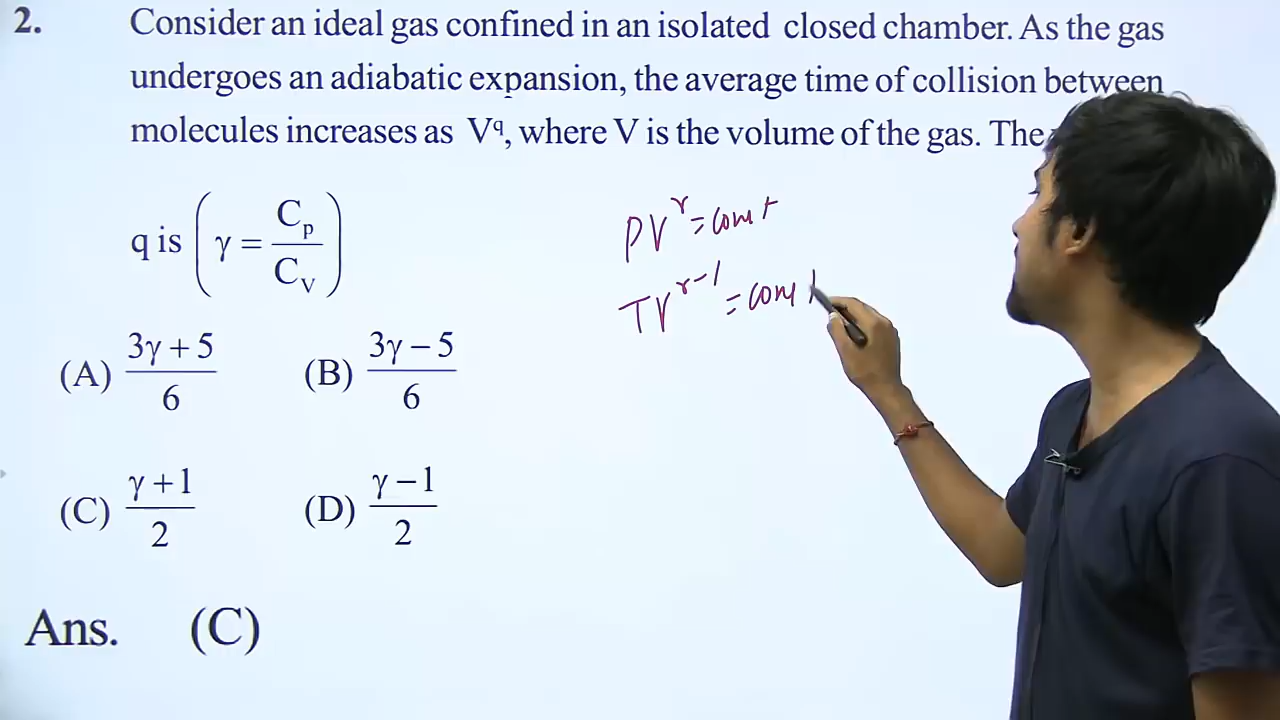 2. Consider an ideal gas confined in an isolated closed chamber. As the gas
undergoes an adiabatic expansion, the average time of collision between
molecules increases as V^q, where V is the volume of the gas. The
q is (γ = C_p/C_V)
PV^r = const
TV^(r-1) = const
(A) (3γ + 5)/6 (B) (3γ − 5)/6
(C) (γ + 1)/2 (D) (γ − 1)/2
Ans. (C)